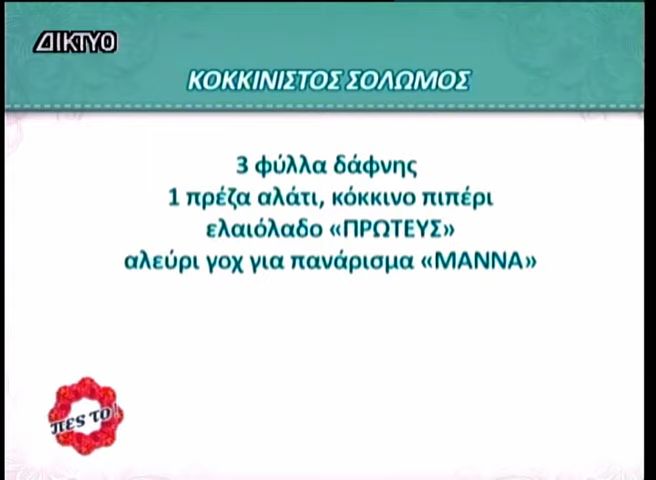 ΔΙΚΤΥΟ
ΚΟΚΚΙΝΙΣΤΟΣ ΣΟΛΩΜΟΣ
3 φύλλα δάφνης
1 πρέζα αλάτι, κόκκινο πιπέρι
ελαιόλαδο «ΠΡΩΤΕΥΣ»
αλεύρι γοχ για πανάρισμα «ΜΑΝΝΑ»
πες το!